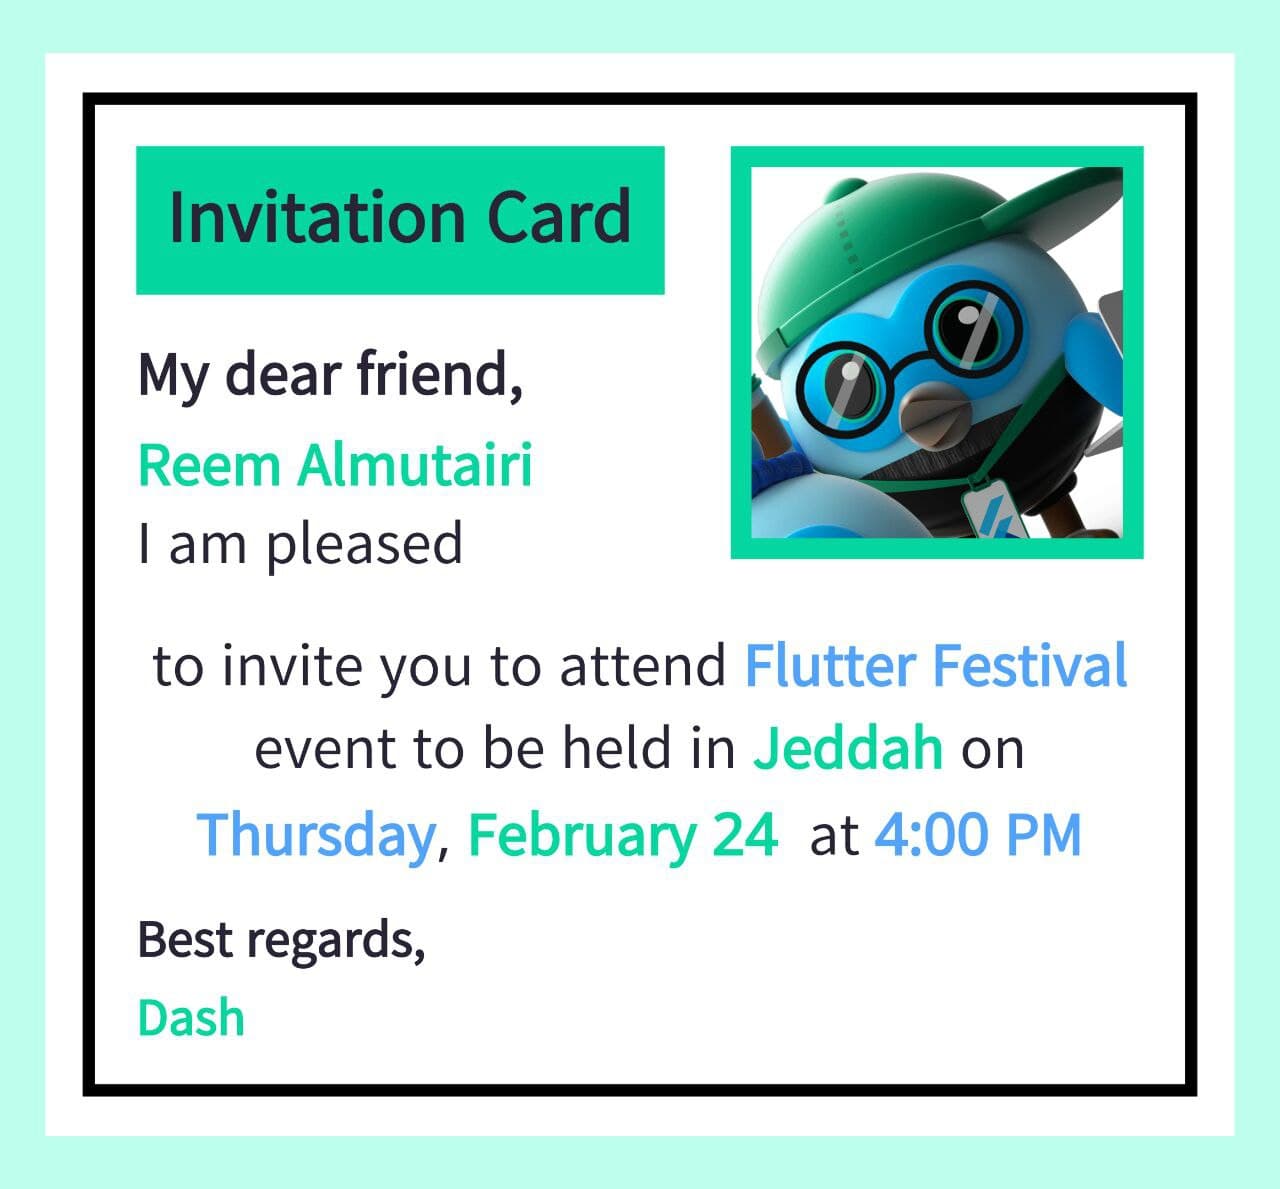 Invitation Card
My dear friend,
Reem Almutairi
I am pleased
to invite you to attend Flutter Festival
event to be held in Jeddah on
Thursday, February 24 at 4:00 PM
Best regards,
Dash